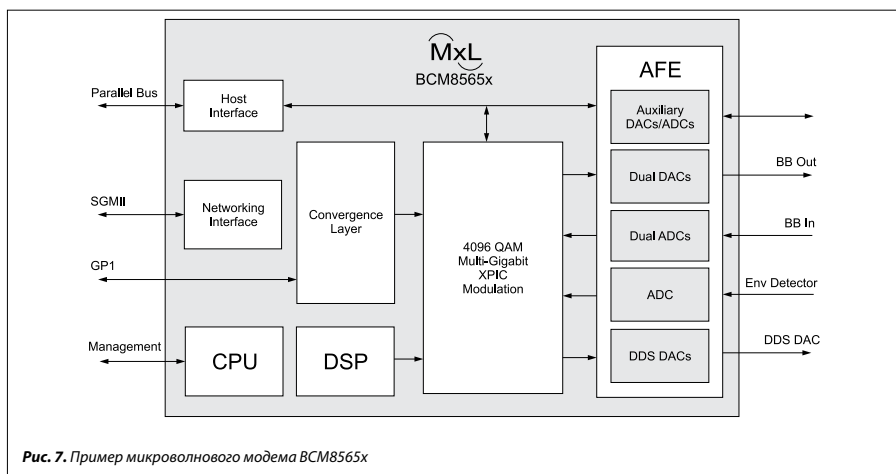 MxL
BCM8565x
AFE
Parallel Bus
Host
Interface
Auxiliary
DACs/ADCs
Dual DACs
BB Out
SGMII
Networking
Interface
Convergence
Layer
4096 QAM
Multi-Gigabit
XPIC
Modulation
Dual ADCs
BB In
GP1
ADC
Env Detector
Management
CPU
DSP
DDS DACs
DDS DAC
Рис. 7. Пример микроволнового модема BCM8565x